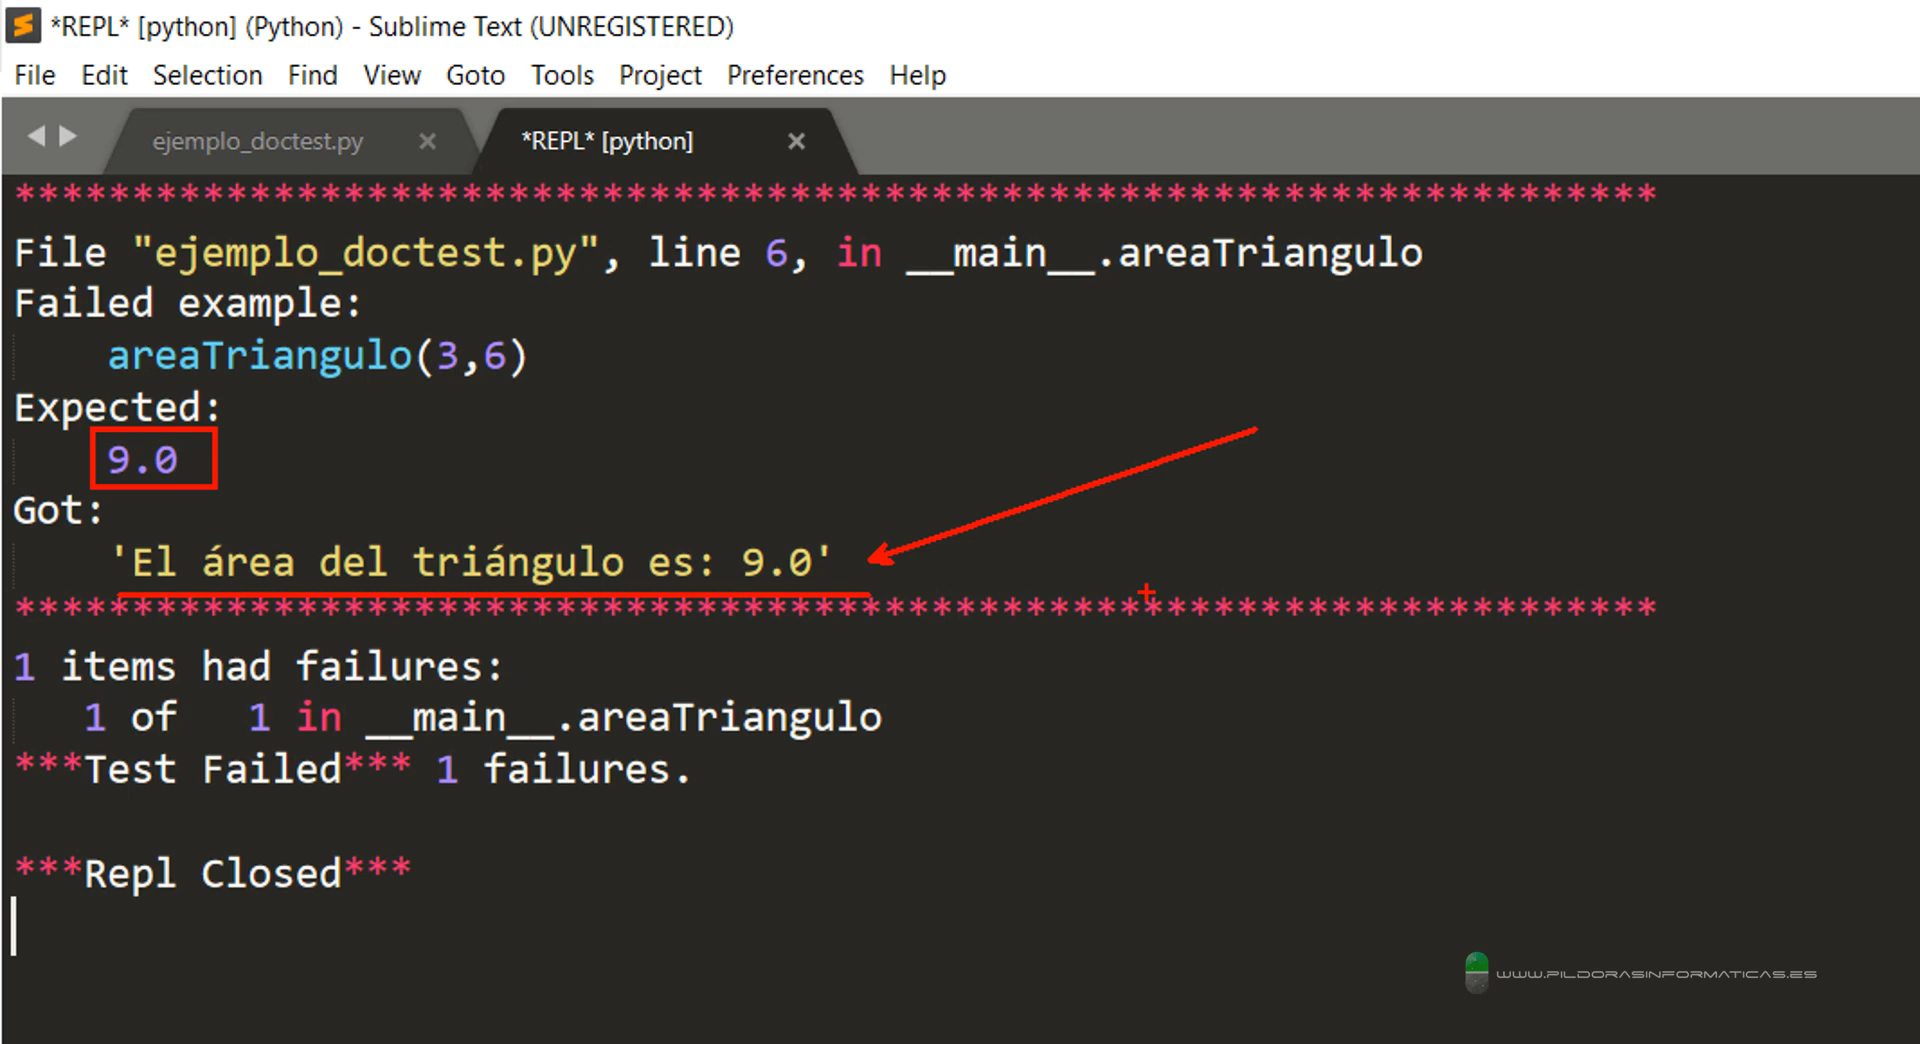 *REPL* [python] (Python) - Sublime Text (UNREGISTERED)
File Edit Selection Find View Goto Tools Project Preferences Help
ejemplo_doctest.py × *REPL* [python] ×
**********************************************************************
File "ejemplo_doctest.py", line 6, in __main__.areaTriangulo
Failed example:
    areaTriangulo(3,6)
Expected:
    9.0
Got:
    'El área del triángulo es: 9.0'
**********************************************************************
1 items had failures:
   1 of   1 in __main__.areaTriangulo
***Test Failed*** 1 failures.
***Repl Closed***
WWW.PILDORASINFORMATICAS.ES